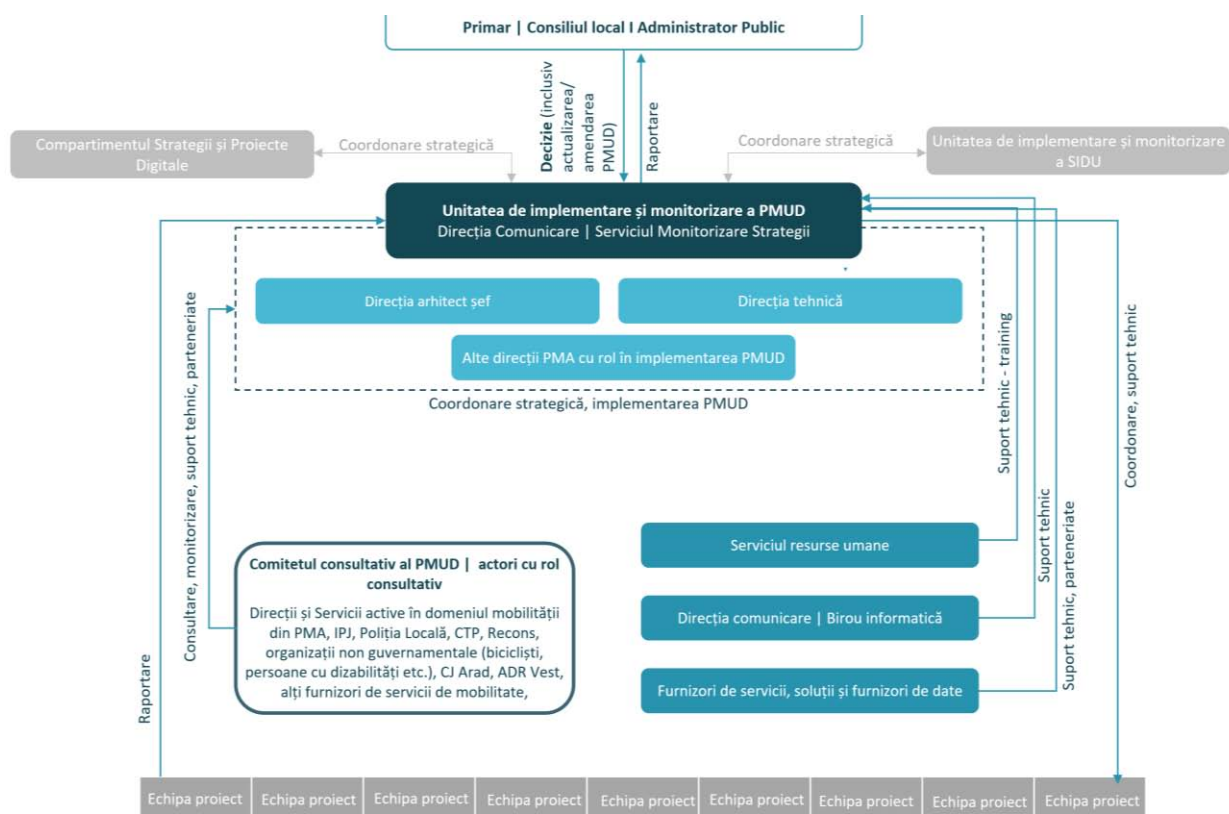 Primar | Consiliul local I Administrator Public
Decizie (inclusiv
actualizarea/
amendarea
PMUD)
Raportare
Compartimentul Strategii și Proiecte
Digitale
Coordonare strategică
Coordonare strategică
Unitatea de implementare și monitorizare
a SIDU
Unitatea de implementare și monitorizare a PMUD
Direcția Comunicare | Serviciul Monitorizare Strategii
Direcția arhitect șef
Direcția tehnică
Alte direcții PMA cu rol în implementarea PMUD
Coordonare strategică, implementarea PMUD
Raportare
Consultare, monitorizare, suport tehnic, parteneriate
Comitetul consultativ al PMUD | actori cu rol
consultativ
Direcții și Servicii active în domeniul mobilității
din PMA, IPJ, Poliția Locală, CTP, Recons,
organizații non guvernamentale (bicicliști,
persoane cu dizabilități etc.), CJ Arad, ADR Vest,
alți furnizori de servicii de mobilitate,
Serviciul resurse umane
Direcția comunicare | Birou informatică
Furnizori de servicii, soluții și furnizori de date
Suport tehnic - training
Suport tehnic
Suport tehnic, parteneriate
Coordonare, suport tehnic
Echipa proiect
Echipa proiect
Echipa proiect
Echipa proiect
Echipa proiect
Echipa proiect
Echipa proiect
Echipa proiect
Echipa proiect